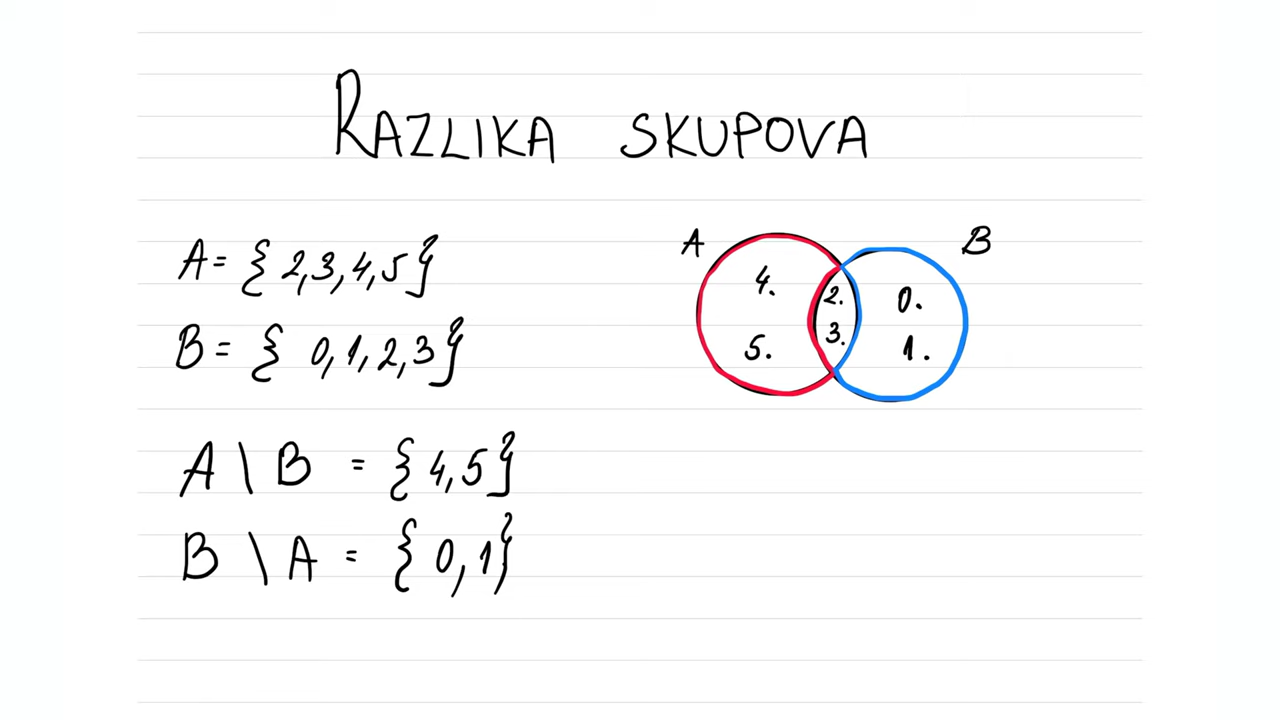 RAZLIKA SKUPOVA
A = { 2, 3, 4, 5 }
B = { 0, 1, 2, 3 }
A \ B = { 4, 5 }
B \ A = { 0, 1 }
A
B
4.
2.
0.
5.
3.
1.